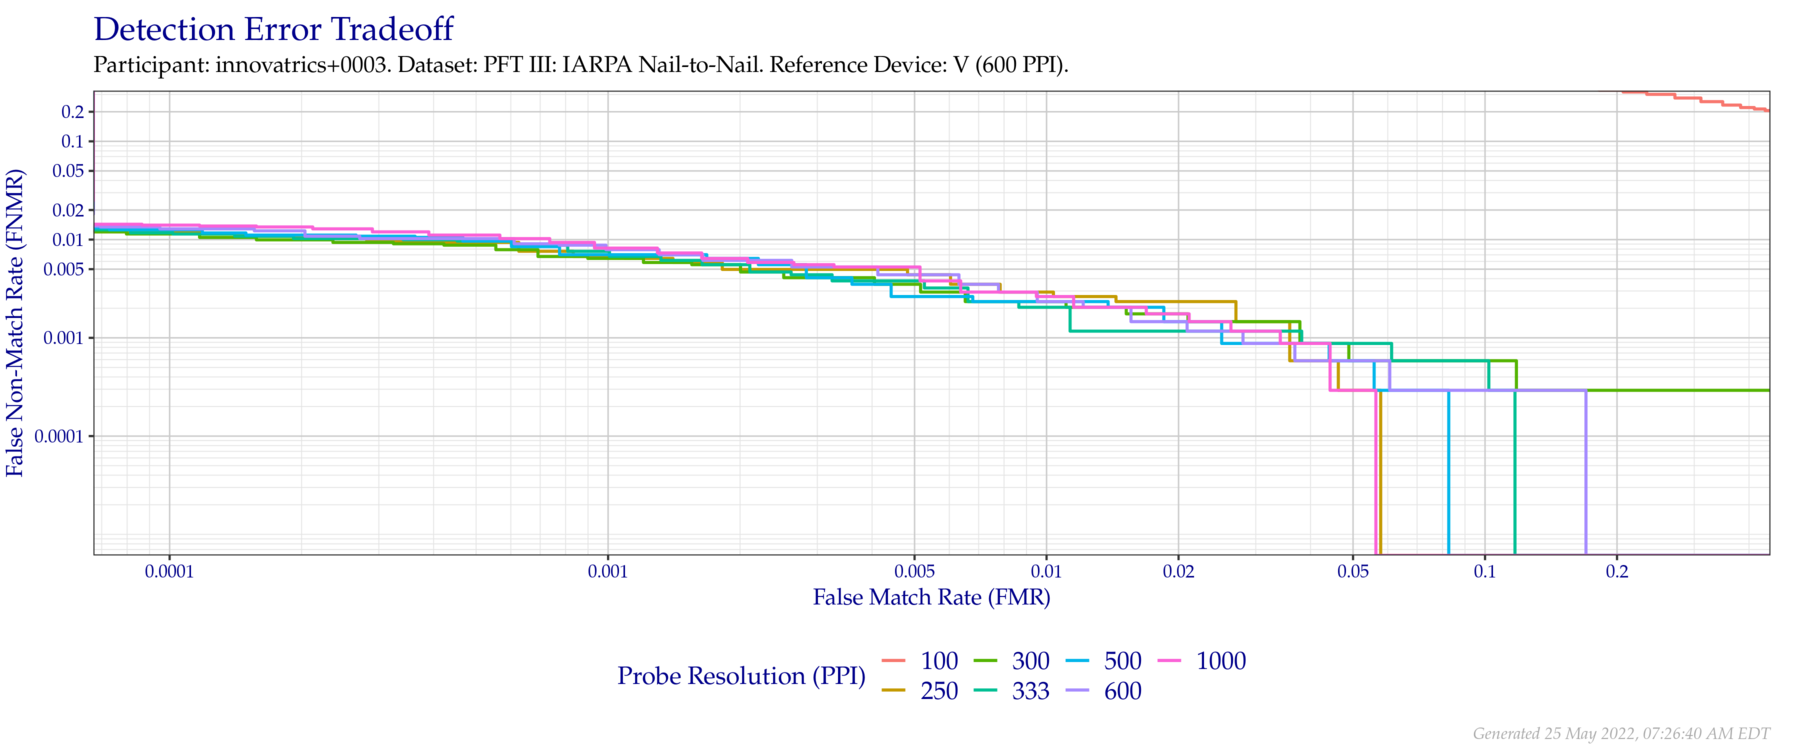 Detection Error Tradeoff
Participant: innovatrics+0003. Dataset: PFT III: IARPA Nail-to-Nail. Reference Device: V (600 PPI).
False Non-Match Rate (FNMR)
0.2
0.1
0.05
0.02
0.01
0.005
0.001
0.0001
0.0001 0.001 0.005 0.01 0.02 0.05 0.1 0.2
False Match Rate (FMR)
Probe Resolution (PPI)
100 300 500 1000
250 333 600
Generated 25 May 2022, 07:26:40 AM EDT